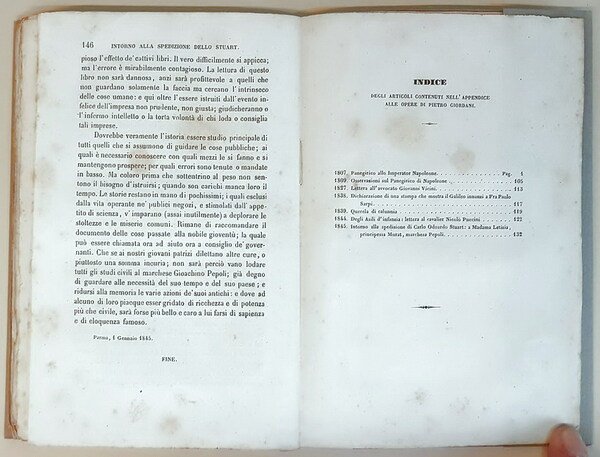 146 INTORNO ALLA SPEDIZIONE DELLO STUART.
pioso l'effetto de' cattivi libri. Il vero difficilmente si appicca;
ma l'errore è mirabilmente contagioso. La lettura di questo
libro non sarà dannosa, anzi sarà profittevole a quelli che
non guardano solamente la faccia ma cercano l'intrinseco
delle cose umane: e qui oltre l'essere istruiti dall'evento in-
felice dell'impresa non prudente, non giusta; giudicheranno o
l'infermo intelletto o la torta volontà di chi loda o consiglia
tali imprese.
Dovrebbe veramente l'istoria essere studio principale di
tutti quelli che si assumono di guidare le cose pubbliche; ai
quali è necessario conoscere con quali mezzi le si fanno e si
mantengono prospere; per quali errori sono tenute o mandate
in basso. Ma coloro prima che sottentrino al peso non sen-
tono il bisogno d'istruirsi; quando son carichi manca loro il
tempo. Le storie restano in mano di pochissimi; i quali esclusi
dalla vita operante ne' publici negozi, e stimolati dall'appe-
tito di scienza, v'imparano (assai inutilmente) a deplorare le
stoltezze e le miserie comuni. Rimane di raccomandare il
documento delle cose passate alla nobile gioventù; la quale
può essere chiamata ora ad aiuto ora a consiglio de' gover-
nanti. Che se ai nostri giovani patrizi dilettano altre cure, o
piuttosto una somma incuria; non sarà perciò vano lodare
tutti gli studi civili al marchese Gioachino Pepoli; già degno
di guardare alle necessità del suo tempo e del suo paese; e
ridursi alla memoria le varie azioni de' suoi antichi: e dove ad
alcuno di loro piacque esser gridato di ricchezza e di potenza
più che civile, sarà forse più bello e caro a lui farsi di sapienza
e di eloquenza famoso.
Parma, 1 Gennaio 1845.
FINE.
INDICE
DEGLI ARTICOLI CONTENUTI NELL'APPENDICE
ALLE OPERE DI PIETRO GIORDANI.
1807. Panegirico allo Imperator Napoleone. Pag. 1
1809. Osservazioni sul Panegirico di Napoleone. 105
1827. Lettera all'avvocato Giovanni Vicini. 115
1838. Dichiarazione di una stampa che mostra il Galileo innanzi a Fra Paolo
Sarpi. 117
1839. Querela di calunnia 119
1844. Degli Asili d'infanzia: lettera al cavalier Nicolò Puccini. 122
1845. Intorno alla spedizione di Carlo Odoardo Stuart: a Madama Letizia,
principessa Murat, marchesa Pepoli. 132